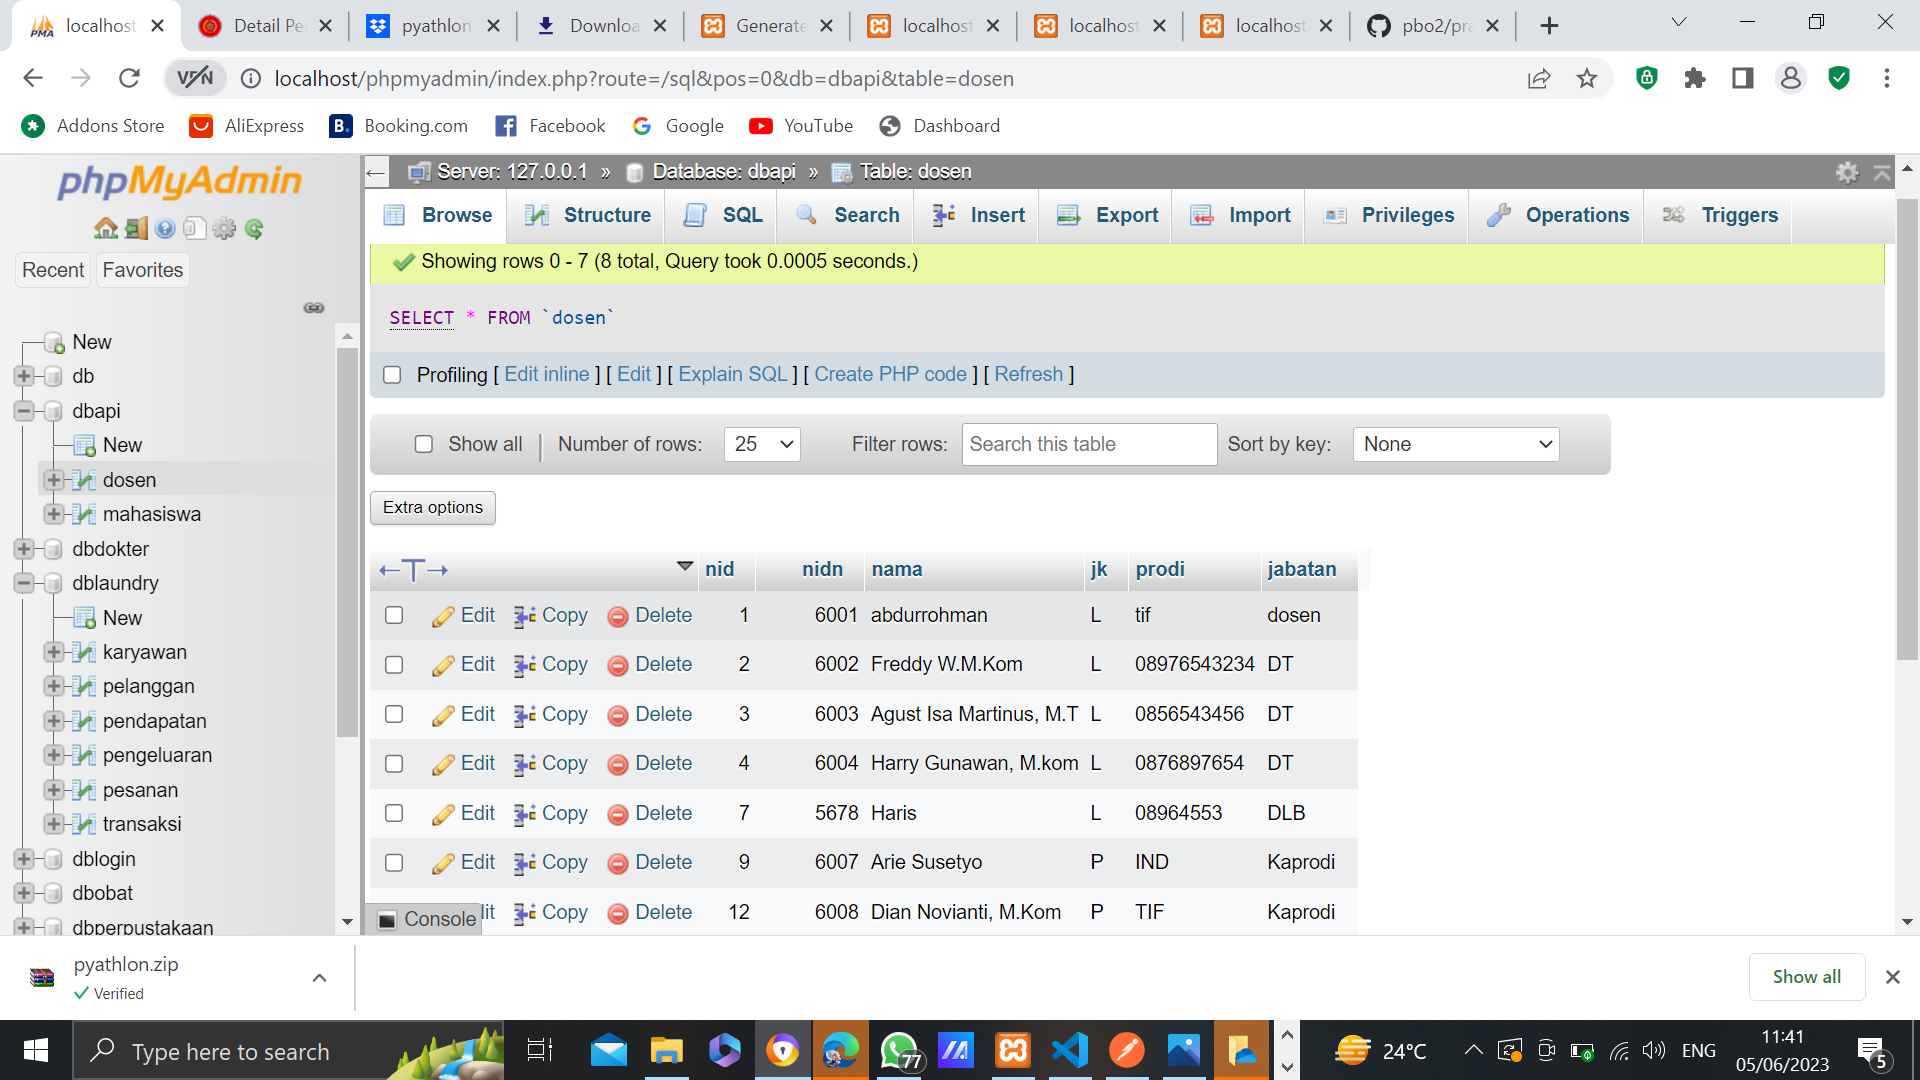 localhost
Detail Pe
pyathlon
Downloa
Generate
localhost
localhost
localhost
pbo2/pra
VPN
localhost/phpmyadmin/index.php?route=/sql&pos=0&db=dbapi&table=dosen
Addons Store
AliExpress
Booking.com
Facebook
Google
YouTube
Dashboard
phpMyAdmin
Recent
Favorites
New
db
dbapi
New
dosen
mahasiswa
dbdokter
dblaundry
New
karyawan
pelanggan
pendapatan
pengeluaran
pesanan
transaksi
dblogin
dbobat
dbperpustakaan
Server: 127.0.0.1 » Database: dbapi » Table: dosen
Browse
Structure
SQL
Search
Insert
Export
Import
Privileges
Operations
Triggers
Showing rows 0 - 7 (8 total, Query took 0.0005 seconds.)
SELECT * FROM `dosen`
Profiling [ Edit inline ] [ Edit ] [ Explain SQL ] [ Create PHP code ] [ Refresh ]
Show all
Number of rows: 25
Filter rows: Search this table
Sort by key: None
Extra options
←T→ nid nidn nama jk prodi jabatan
Edit Copy Delete 1 6001 abdurrohman L tif dosen
Edit Copy Delete 2 6002 Freddy W.M.Kom L 08976543234 DT
Edit Copy Delete 3 6003 Agust Isa Martinus, M.T L 0856543456 DT
Edit Copy Delete 4 6004 Harry Gunawan, M.kom L 0876897654 DT
Edit Copy Delete 7 5678 Haris L 08964553 DLB
Edit Copy Delete 9 6007 Arie Susetyo P IND Kaprodi
Console
lit Copy Delete 12 6008 Dian Novianti, M.Kom P TIF Kaprodi
pyathlon.zip
Verified
Show all
Type here to search
77
24°C
ENG
11:41
05/06/2023
5